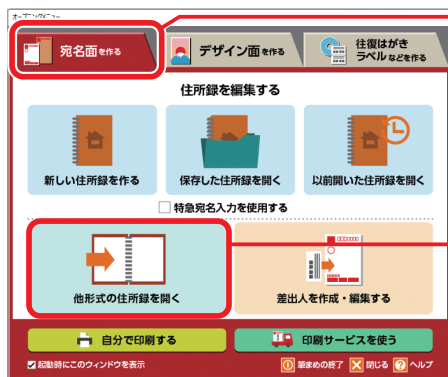 オープニングメニュー
宛名面を作る
デザイン面を作る
往復はがき
ラベルなどを作る
住所録を編集する
新しい住所録を作る
保存した住所録を開く
以前開いた住所録を開く
特急宛名入力を使用する
他形式の住所録を開く
差出人を作成・編集する
自分で印刷する
印刷サービスを使う
起動時にこのウィンドウを表示
筆まめの終了
閉じる
ヘルプ